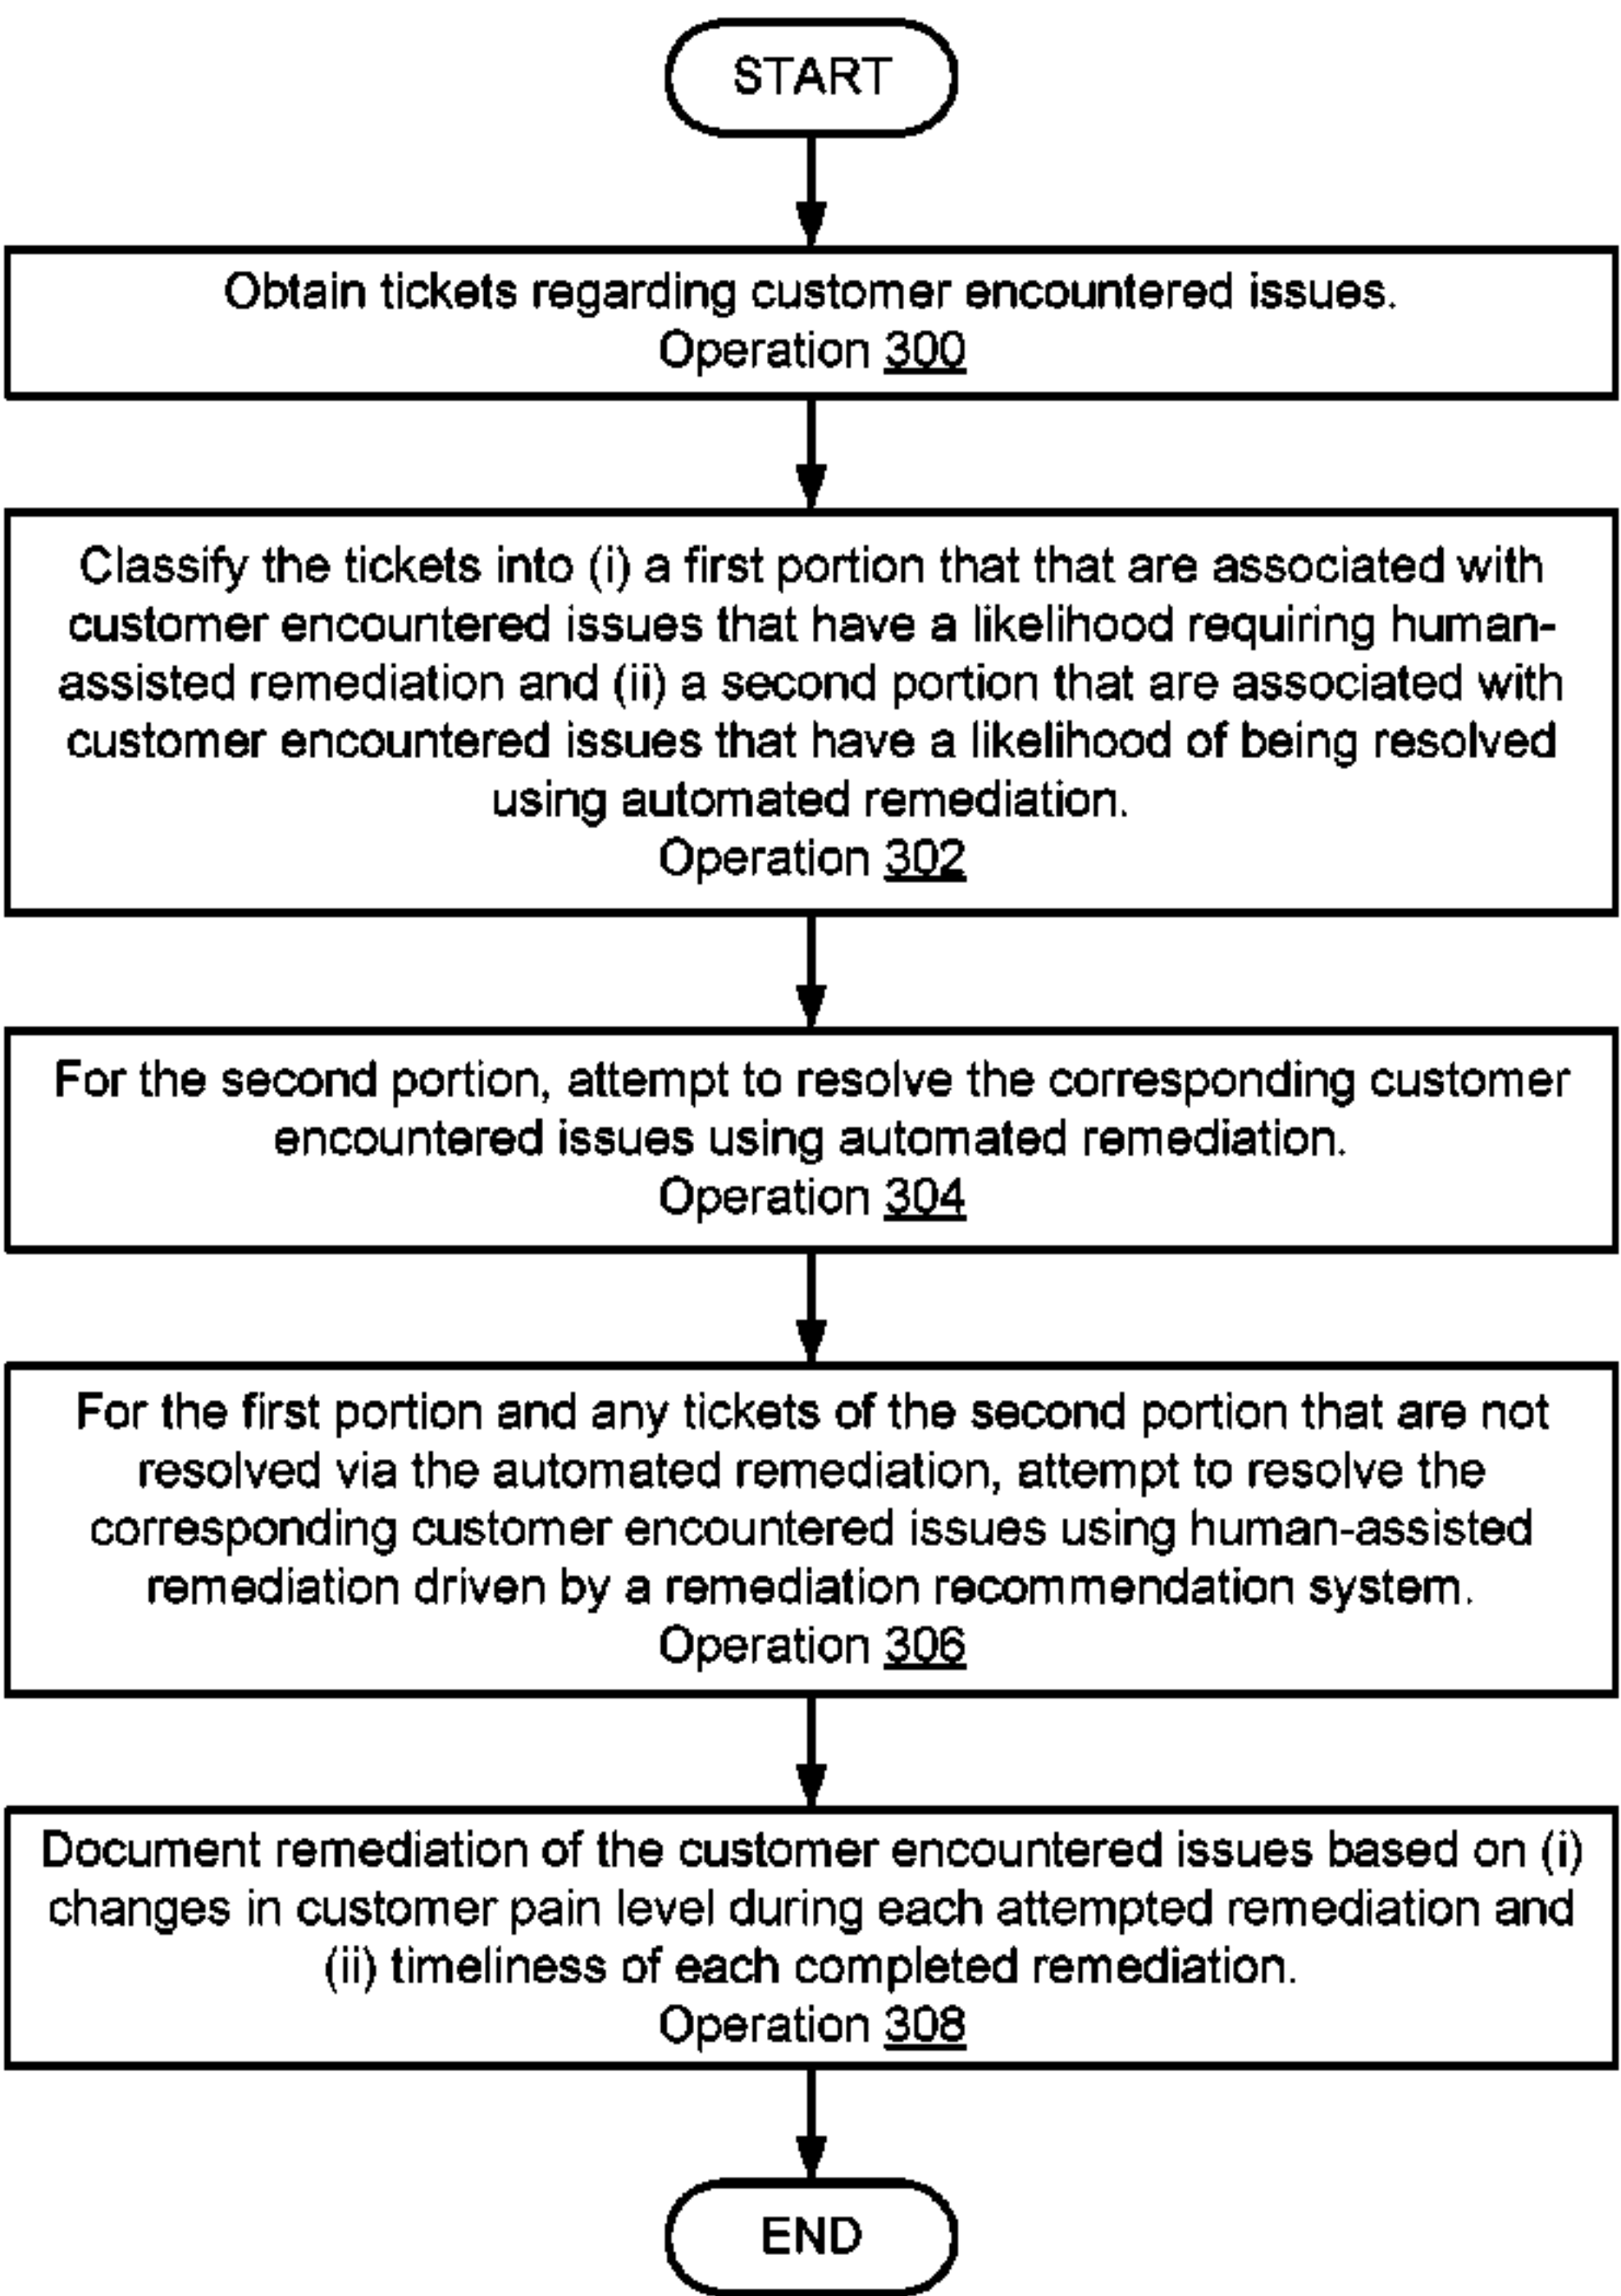 START
Obtain tickets regarding customer encountered issues.
Operation 300
Classify the tickets into (i) a first portion that that are associated with
customer encountered issues that have a likelihood requiring human-
assisted remediation and (ii) a second portion that are associated with
customer encountered issues that have a likelihood of being resolved
using automated remediation.
Operation 302
For the second portion, attempt to resolve the corresponding customer
encountered issues using automated remediation.
Operation 304
For the first portion and any tickets of the second portion that are not
resolved via the automated remediation, attempt to resolve the
corresponding customer encountered issues using human-assisted
remediation driven by a remediation recommendation system.
Operation 306
Document remediation of the customer encountered issues based on (i)
changes in customer pain level during each attempted remediation and
(ii) timeliness of each completed remediation.
Operation 308
END